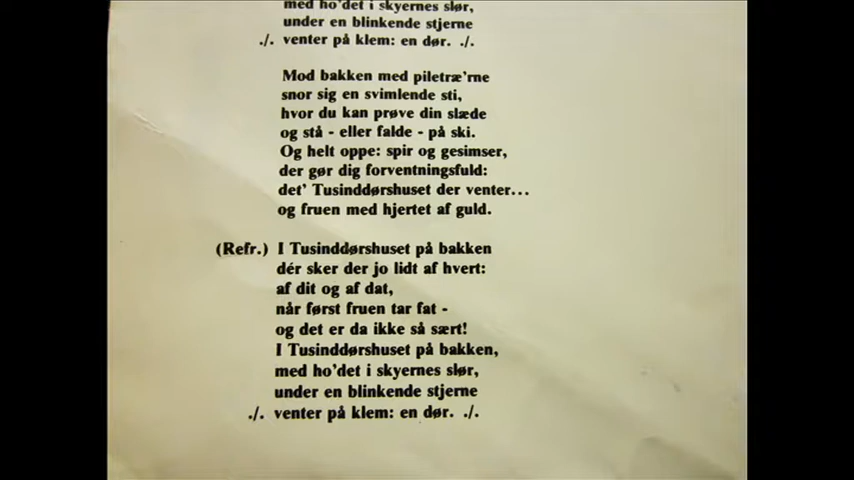 med ho'det i skyernes slør,
under en blinkende stjerne
./. venter på klem: en dør. ./.
Mod bakken med piletræ'rne
snor sig en svimlende sti,
hvor du kan prøve din slæde
og stå - eller falde - på ski.
Og helt oppe: spir og gesimser,
der gør dig forventningsfuld:
det' Tusinddørshuset der venter...
og fruen med hjertet af guld.
(Refr.) I Tusinddørshuset på bakken
dér sker der jo lidt af hvert:
af dit og af dat,
når først fruen tar fat -
og det er da ikke så sært!
I Tusinddørshuset på bakken,
med ho'det i skyernes slør,
under en blinkende stjerne
./. venter på klem: en dør. ./.